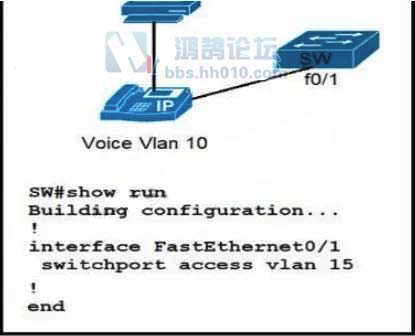 鸿鹄论坛
bbs.hh010.com
SW
f0/1
IP
Voice Vlan 10
SW#show run
Building configuration...
!
interface FastEthernet0/1
switchport access vlan 15
!
end